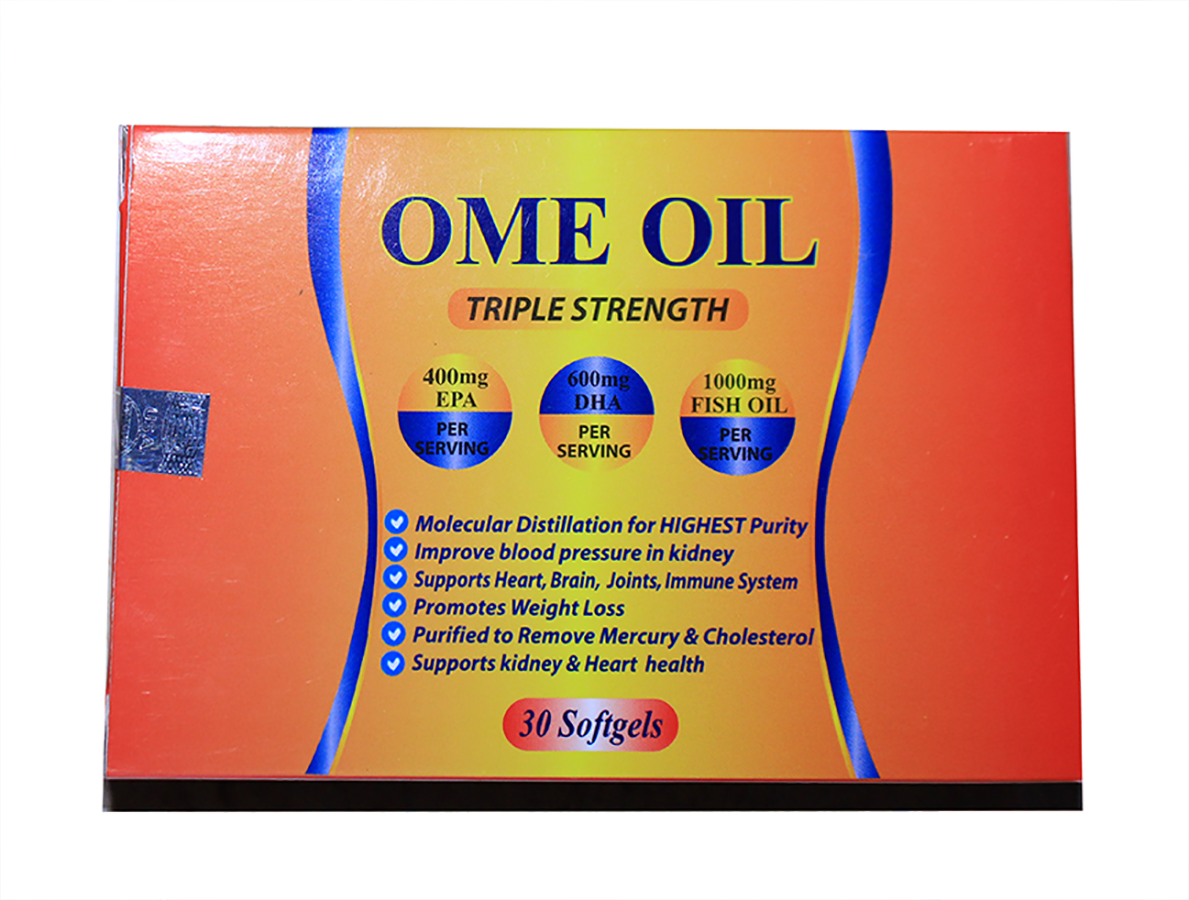 OME OIL
TRIPLE STRENGTH
400mg
EPA
PER
SERVING
600mg
DHA
PER
SERVING
1000mg
FISH OIL
PER
SERVING
Molecular Distillation for HIGHEST Purity
Improve blood pressure in kidney
Supports Heart, Brain, Joints, Immune System
Promotes Weight Loss
Purified to Remove Mercury & Cholesterol
Supports kidney & Heart health
30 Softgels